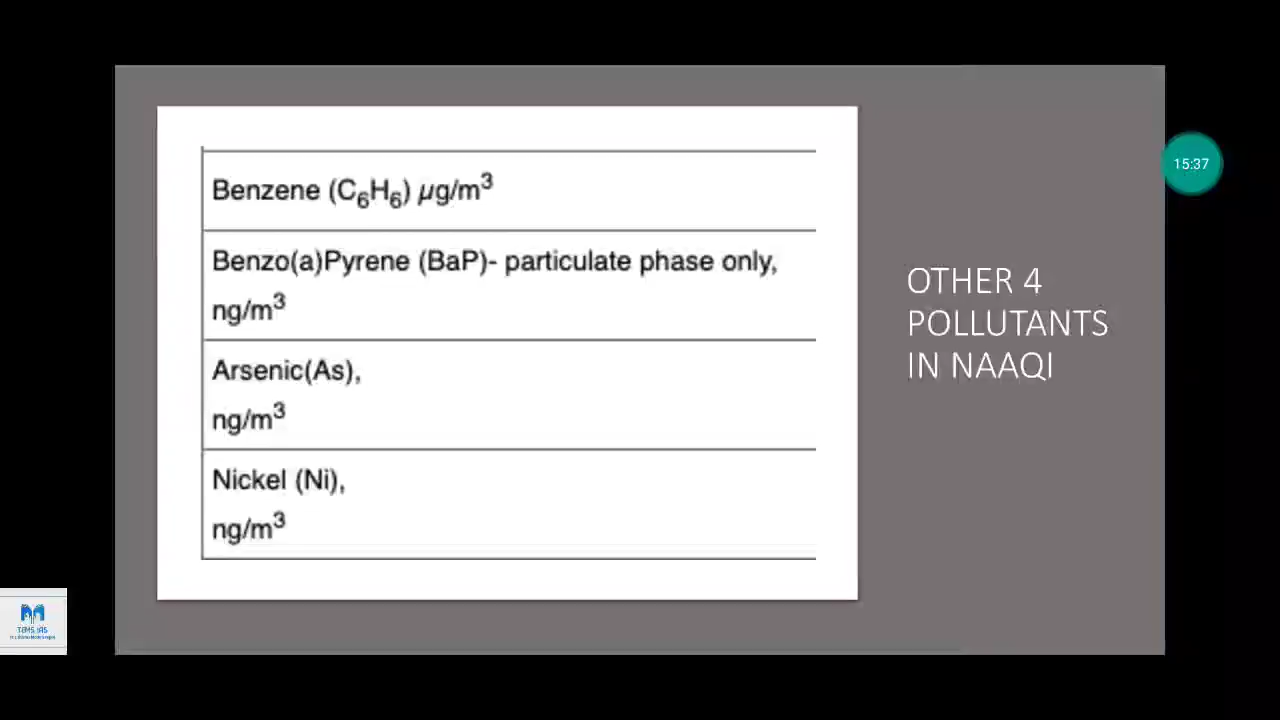 Benzene (C₆H₆) µg/m³
Benzo(a)Pyrene (BaP)- particulate phase only,
ng/m³
Arsenic(As),
ng/m³
Nickel (Ni),
ng/m³
OTHER 4
POLLUTANTS
IN NAAQI
15:37